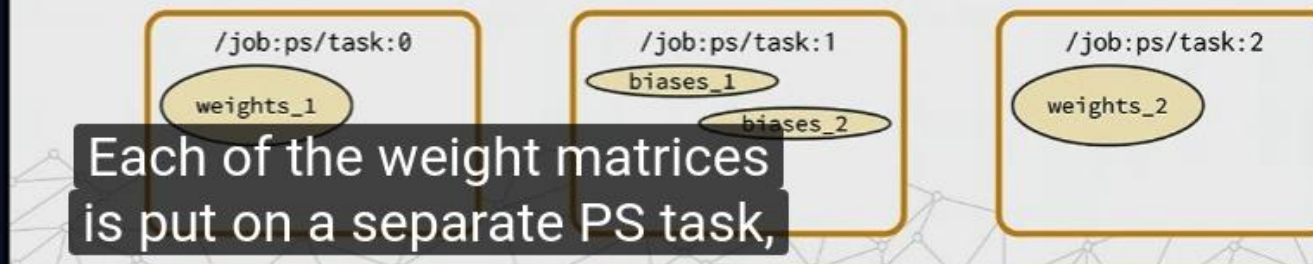 /job:ps/task:0
/job:ps/task:1
/job:ps/task:2
weights_1
biases_1
biases_2
weights_2
Each of the weight matrices
is put on a separate PS task,